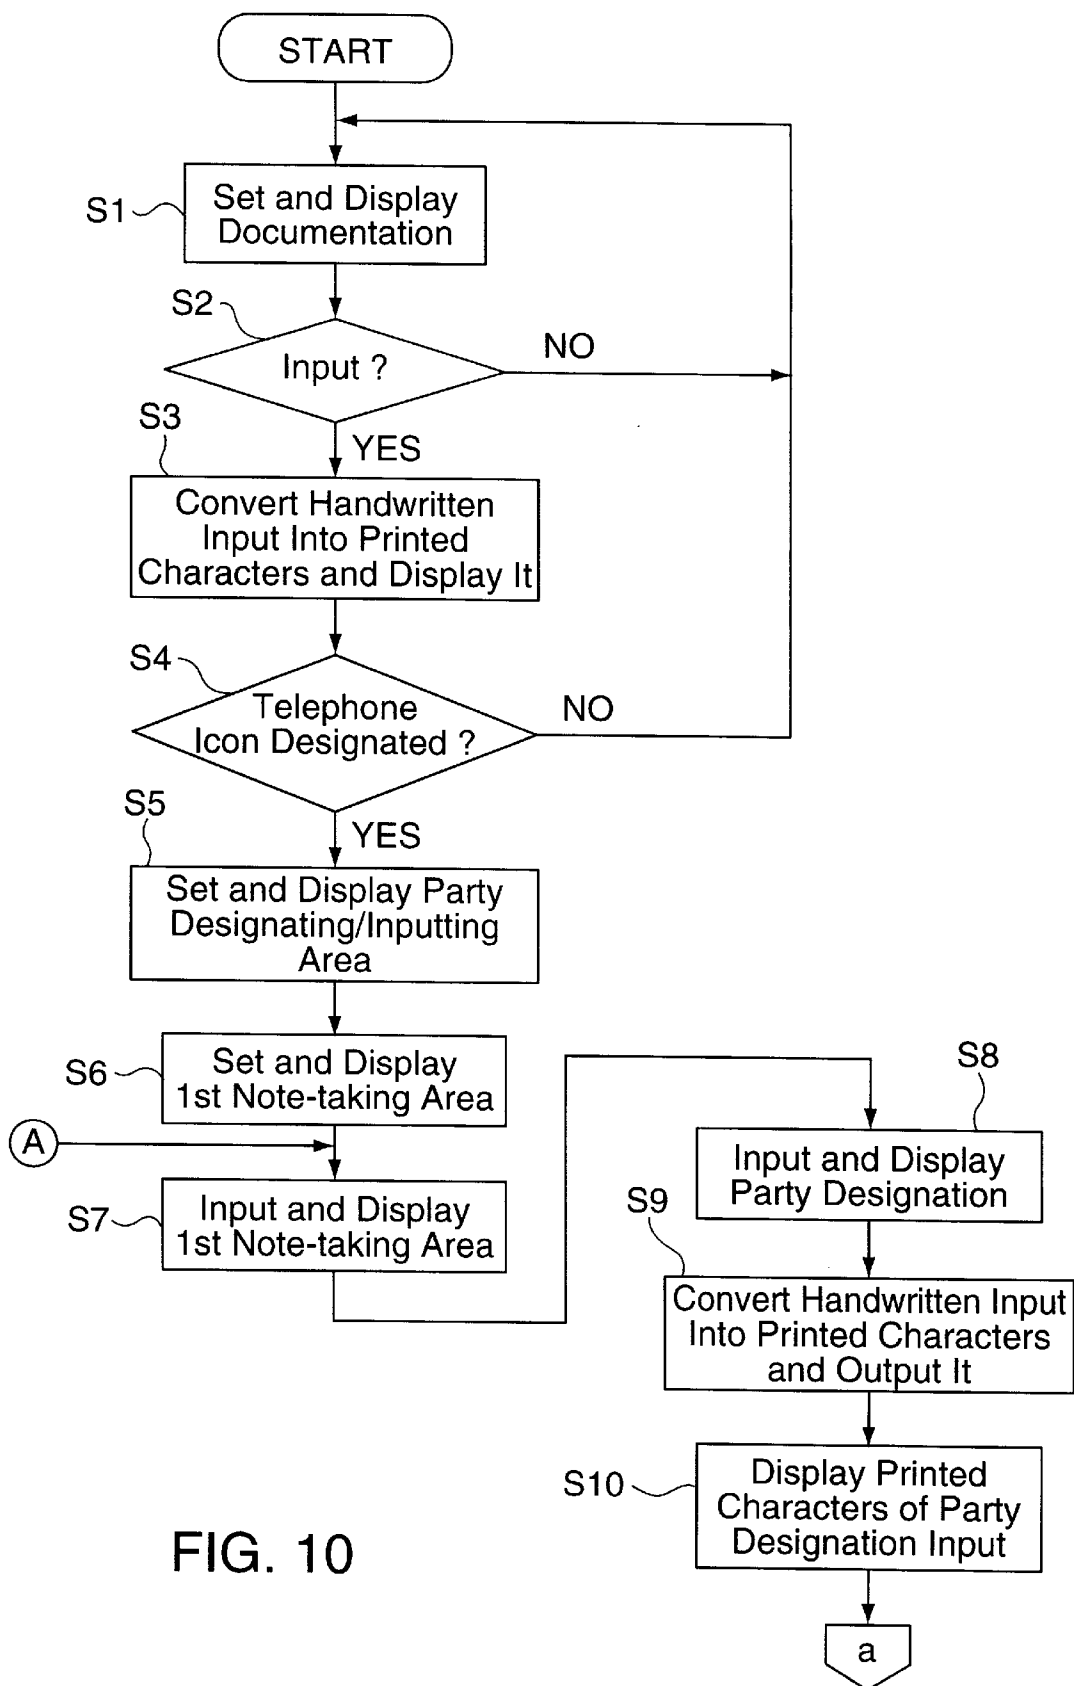 START
S1
Set and Display
Documentation
S2
Input ?
NO
YES
S3
Convert Handwritten
Input Into Printed
Characters and Display It
S4
Telephone
Icon Designated ?
NO
YES
S5
Set and Display Party
Designating/Inputting
Area
S6
Set and Display
1st Note-taking Area
A
S7
Input and Display
1st Note-taking Area
S8
Input and Display
Party Designation
S9
Convert Handwritten Input
Into Printed Characters
and Output It
S10
Display Printed
Characters of Party
Designation Input
a
FIG. 10